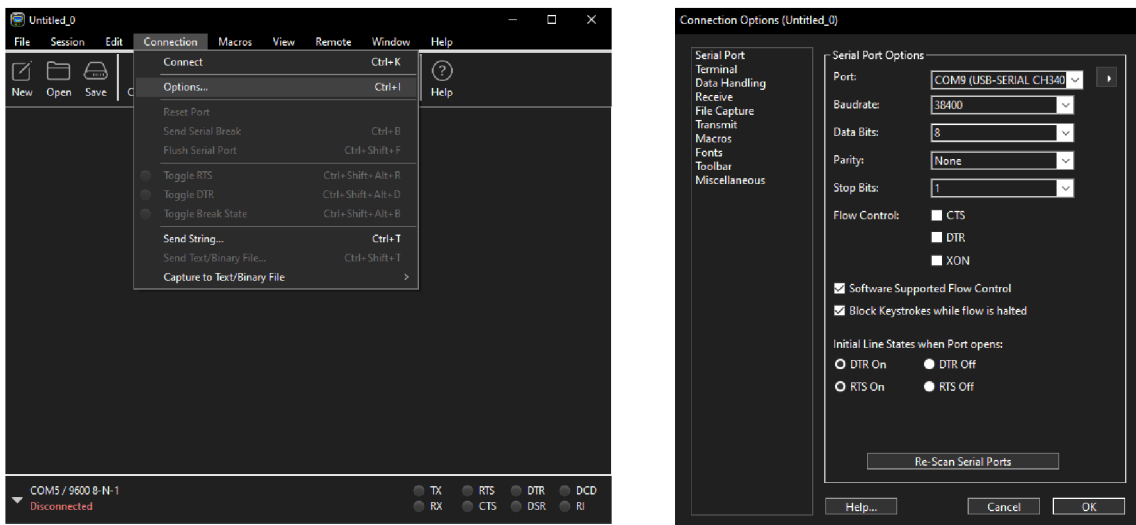 Untitled_0
File Session Edit Connection Macros View Remote Window Help
New Open Save C Help
Connect Ctrl+K
Options... Ctrl+I
Reset Port
Send Serial Break Ctrl+B
Flush Serial Port Ctrl+Shift+F
Toggle RTS Ctrl+Shift+Alt+R
Toggle DTR Ctrl+Shift+Alt+D
Toggle Break State Ctrl+Shift+Alt+B
Send String... Ctrl+T
Send Text/Binary File... Ctrl+Shift+T
Capture to Text/Binary File >
COM5 / 9600 8-N-1
Disconnected
TX RTS DTR DCD
RX CTS DSR RI
Connection Options (Untitled_0)
Serial Port
Terminal
Data Handling
Receive
File Capture
Transmit
Macros
Fonts
Toolbar
Miscellaneous
Serial Port Options
Port: COM9 (USB-SERIAL CH340
Baudrate: 38400
Data Bits: 8
Parity: None
Stop Bits: 1
Flow Control: CTS
DTR
XON
Software Supported Flow Control
Block Keystrokes while flow is halted
Initial Line States when Port opens:
DTR On DTR Off
RTS On RTS Off
Re-Scan Serial Ports
Help... Cancel OK